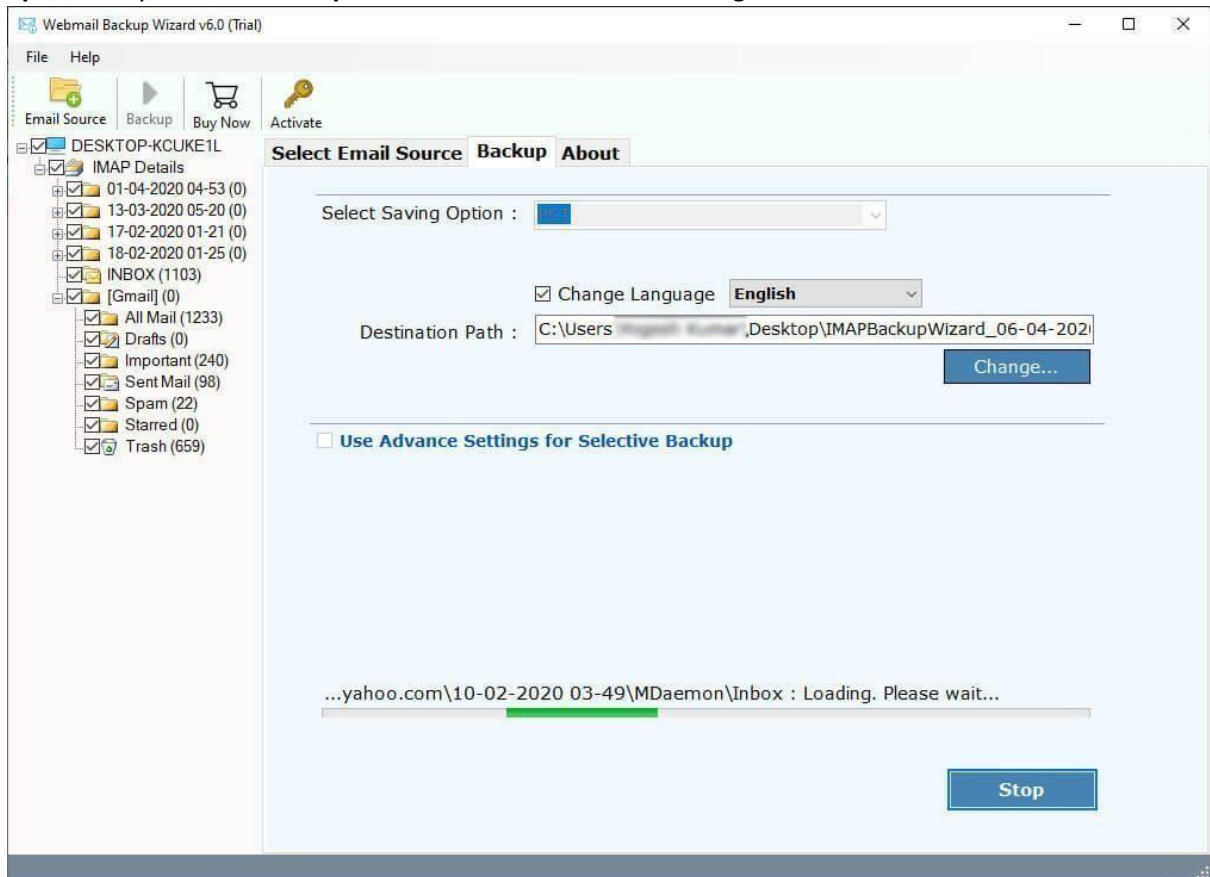 Webmail Backup Wizard v6.0 (Trial)
File Help
Email Source Backup Buy Now Activate
DESKTOP-KCUKE1L
IMAP Details
01-04-2020 04-53 (0)
13-03-2020 05-20 (0)
17-02-2020 01-21 (0)
18-02-2020 01-25 (0)
INBOX (1103)
[Gmail] (0)
All Mail (1233)
Drafts (0)
Important (240)
Sent Mail (98)
Spam (22)
Starred (0)
Trash (659)
Select Email Source Backup About
Select Saving Option :
Change Language English
Destination Path : C:\Users ,Desktop\IMAPBackupWizard_06-04-202
Change...
Use Advance Settings for Selective Backup
...yahoo.com\10-02-2020 03-49\MDaemon\Inbox : Loading. Please wait...
Stop